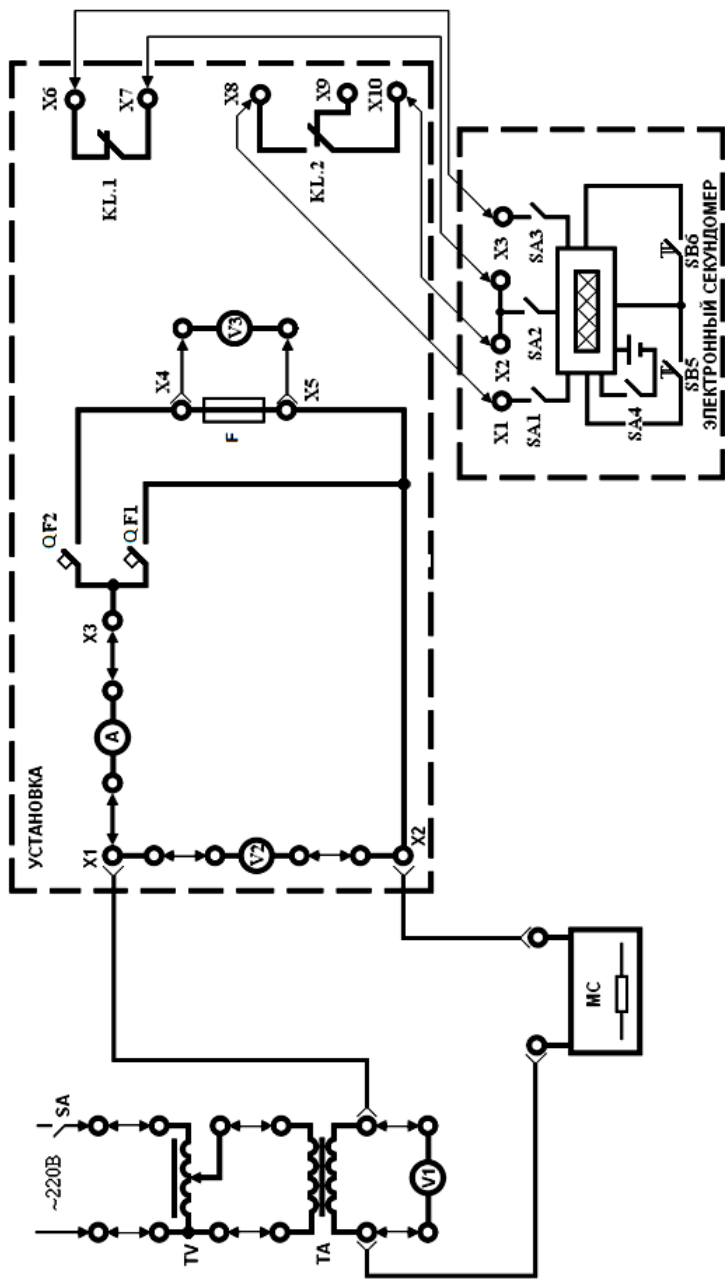 ~220В
SA
TV
TA
V1
МС
УСТАНОВКА
X1
V2
X2
A
X3
QF2
QF1
X4
F
V3
X5
X6
KL.1
X7
X8
KL.2
X9
X10
X1
X2
X3
SA1
SA2
SA3
SA4
SB5
SB6
ЭЛЕКТРОННЫЙ СЕКУНДОМЕР